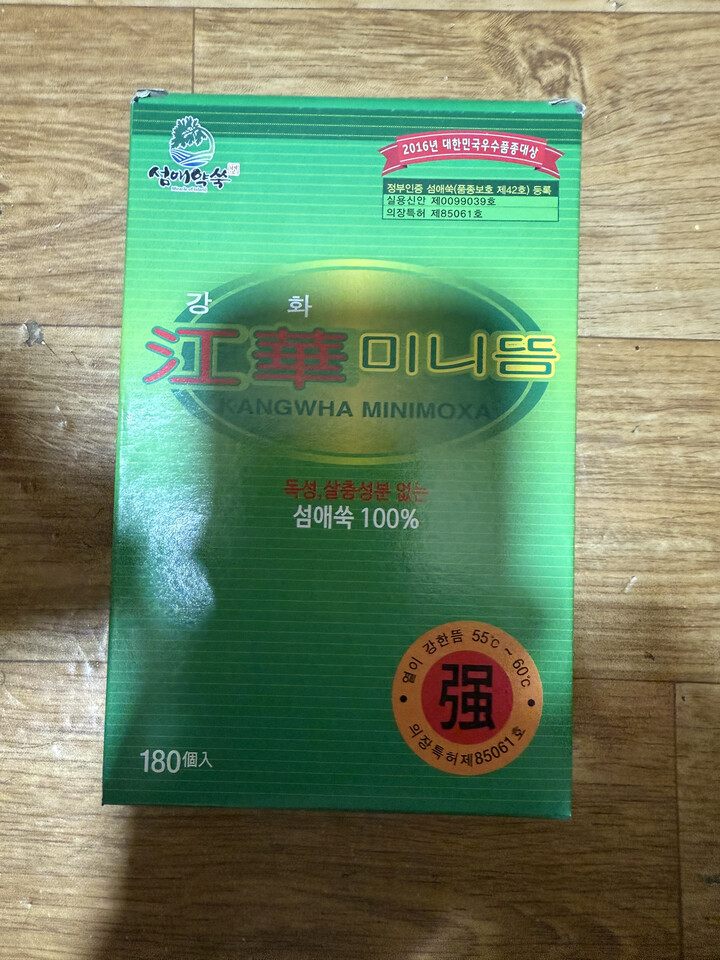 섬애약쑥
2016년 대한민국우수품종대상
정부인증 섬애쑥(품종보호 제42호) 등록
실용신안 제0099039호
의장특허 제85061호
강 화
江華미니뜸
KANGWHA MINIMOXA
독성,살충성분 없는
섬애쑥 100%
열이 강한뜸 55℃ ~ 60℃
强
의장특허제85061호
180個入